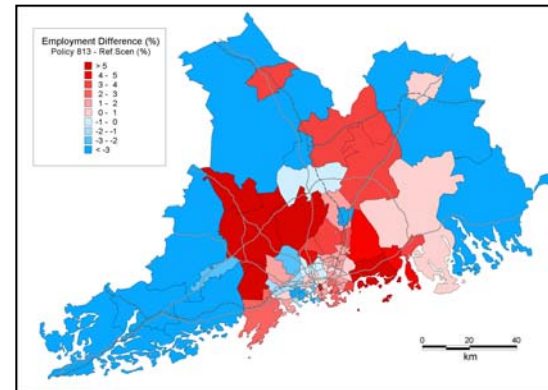 Employment Difference (%)
Policy 813 - Ref.Scen (%)
> 5
4 - 5
3 - 4
2 - 3
1 - 2
0 - 1
-1 - 0
-2 - -1
-3 - -2
< -3
0 20 40
km